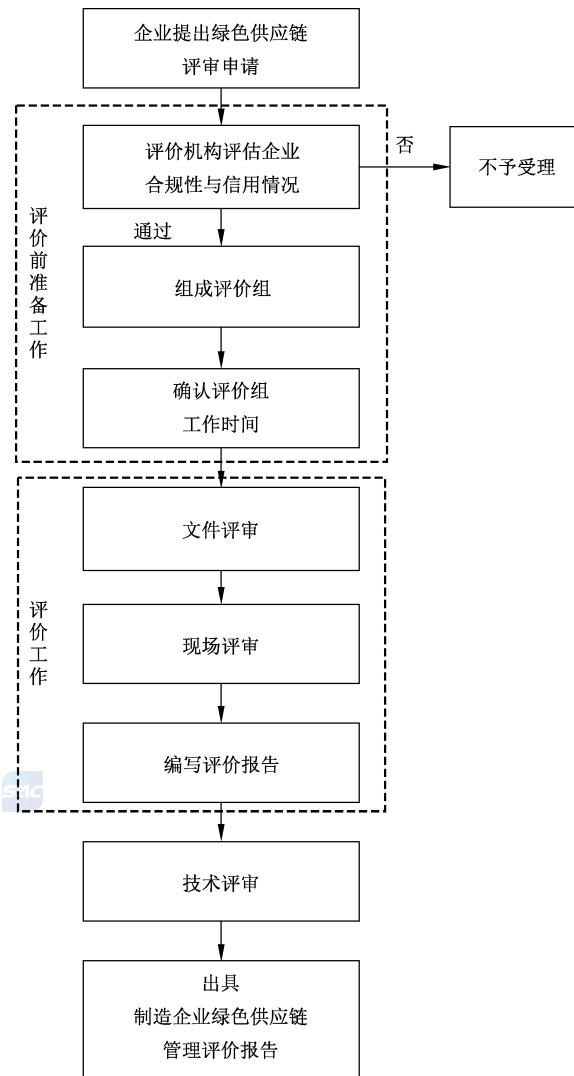 企业提出绿色供应链
评审申请
评价机构评估企业
合规性与信用情况
否
不予受理
通过
评价前准备工作
组成评价组
确认评价组
工作时间
文件评审
评价工作
现场评审
编写评价报告
SAC
技术评审
出具
制造企业绿色供应链
管理评价报告